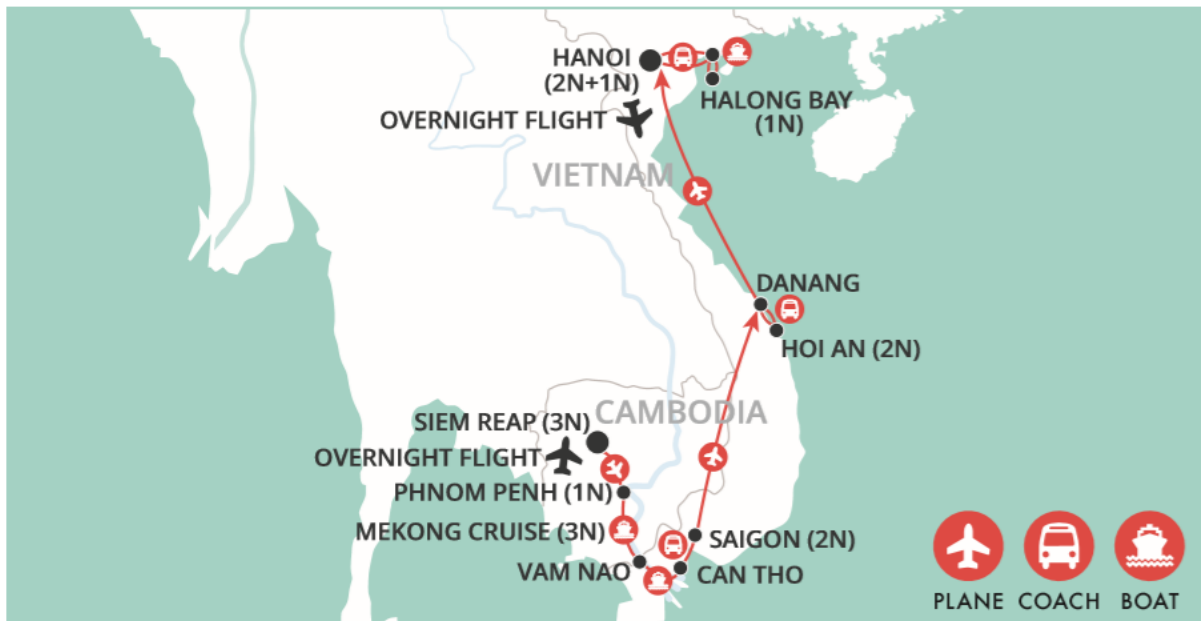 HANOI
(2N+1N)
HALONG BAY
(1N)
OVERNIGHT FLIGHT
VIETNAM
DANANG
HOI AN (2N)
CAMBODIA
SIEM REAP (3N)
OVERNIGHT FLIGHT
PHNOM PENH (1N)
MEKONG CRUISE (3N)
SAIGON (2N)
VAM NAO
CAN THO
PLANE COACH BOAT